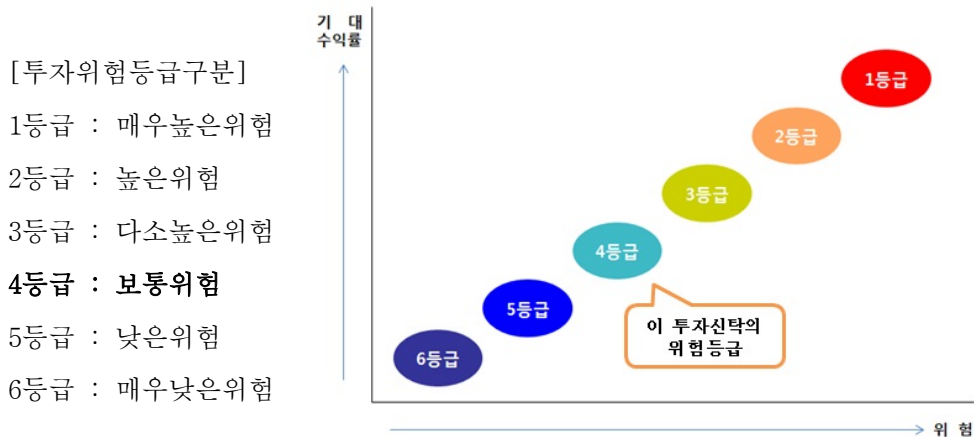 [투자위험등급구분]
1등급 : 매우높은위험
2등급 : 높은위험
3등급 : 다소높은위험
4등급 : 보통위험
5등급 : 낮은위험
6등급 : 매우낮은위험
기 대
수익률
1등급
2등급
3등급
4등급
5등급
6등급
이 투자신탁의
위험등급
위 험